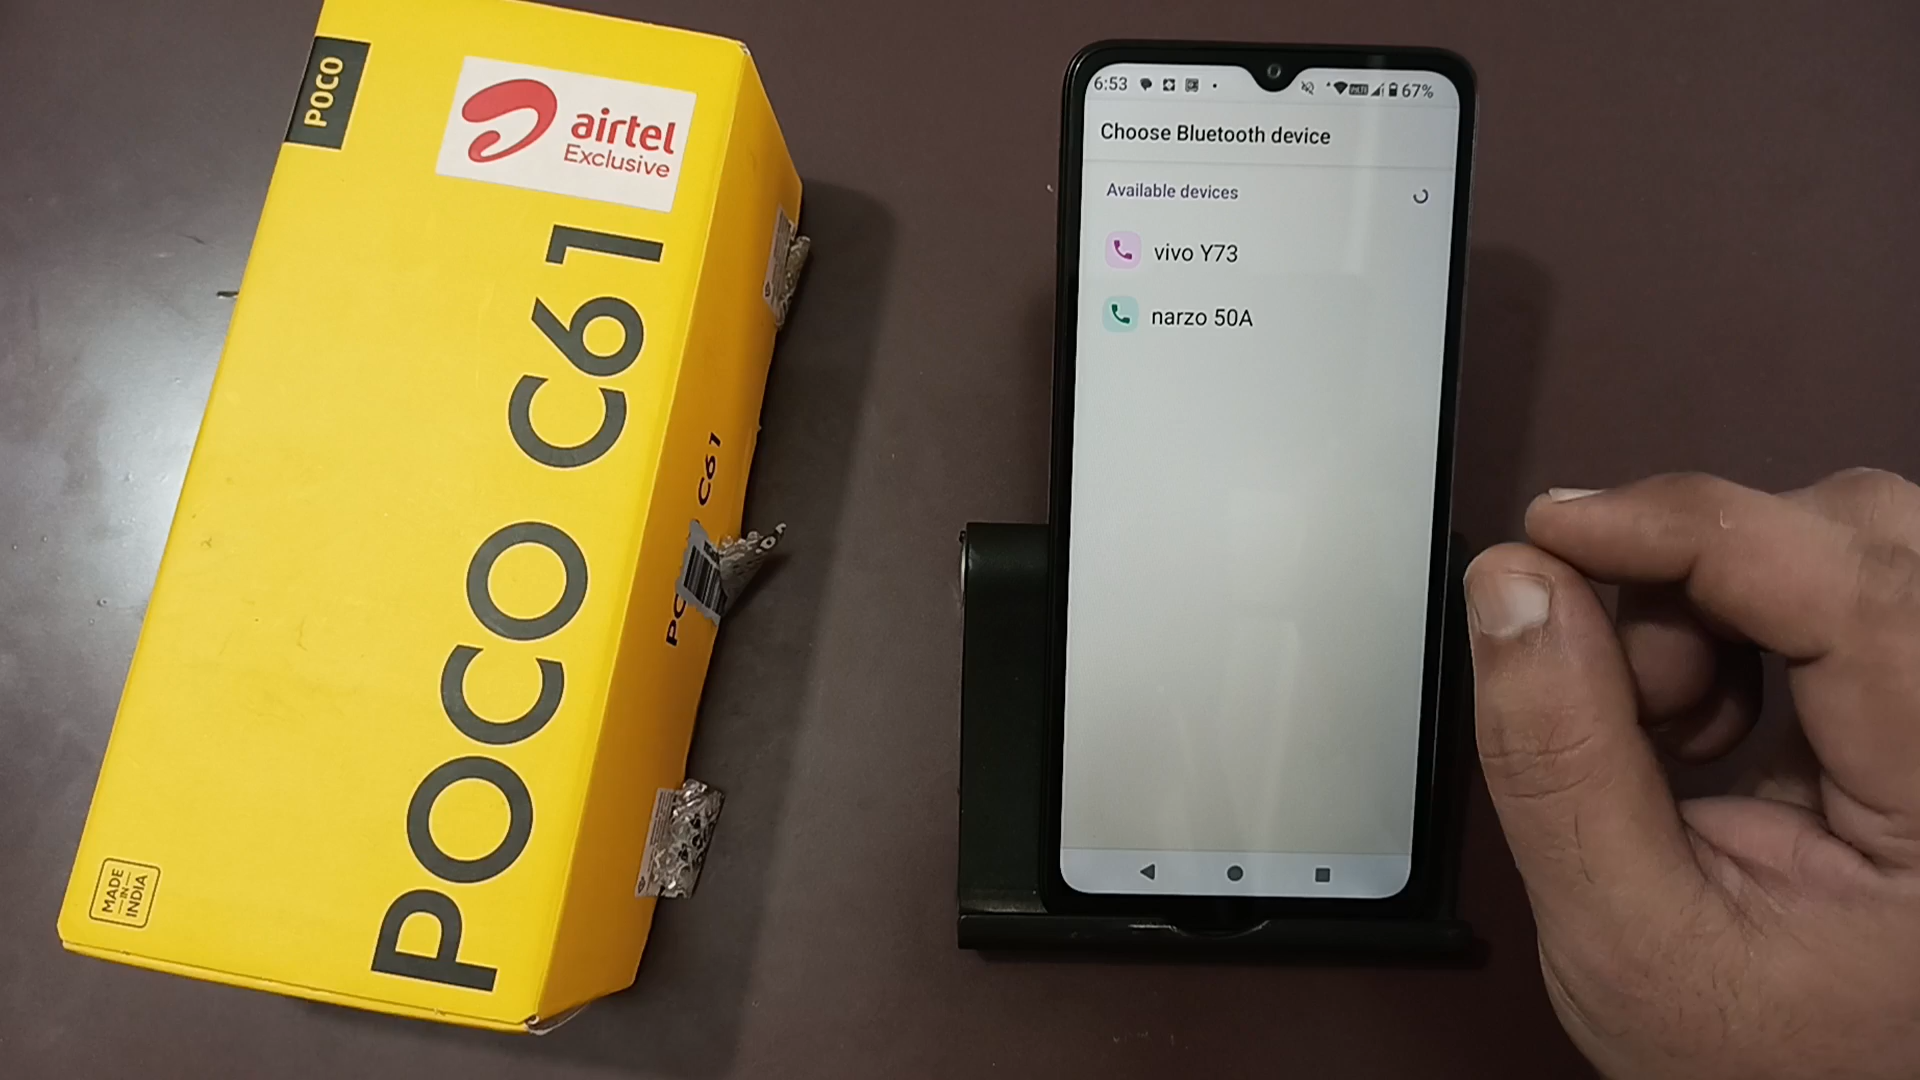 POCO
airtel
Exclusive
POCO C61
C61
MADE
IN
INDIA
6:53
67%
Choose Bluetooth device
Available devices
vivo Y73
narzo 50A